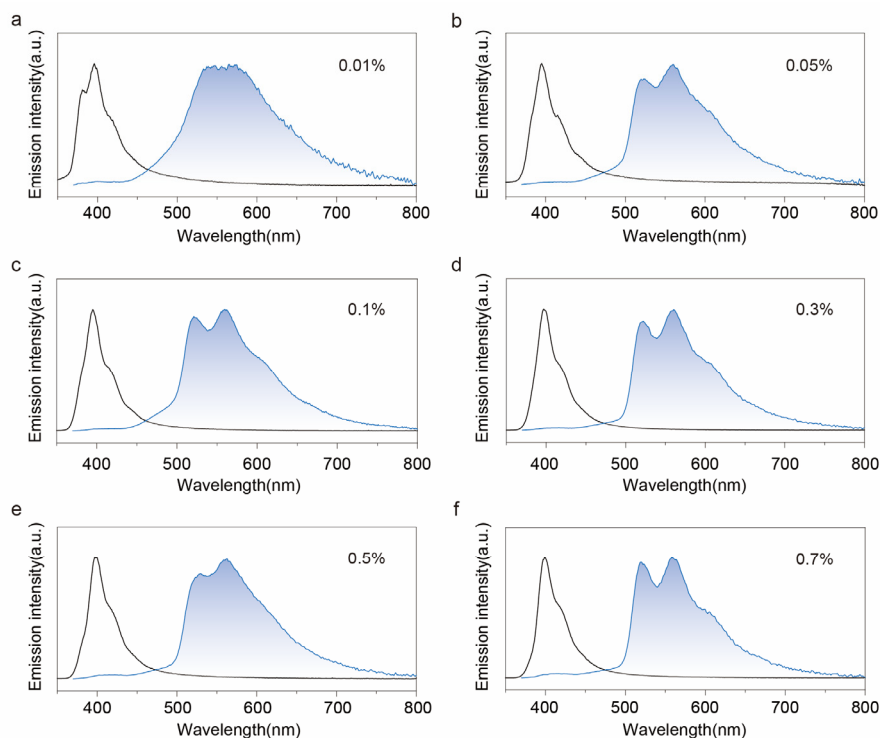 a
b
0.01%
0.05%
Emission intensity(a.u.)
Emission intensity(a.u.)
400 500 600 700 800
400 500 600 700 800
Wavelength(nm)
Wavelength(nm)
c
d
0.1%
0.3%
Emission intensity(a.u.)
Emission intensity(a.u.)
400 500 600 700 800
400 500 600 700 800
Wavelength(nm)
Wavelength(nm)
e
f
0.5%
0.7%
Emission intensity(a.u.)
Emission intensity(a.u.)
400 500 600 700 800
400 500 600 700 800
Wavelength(nm)
Wavelength(nm)